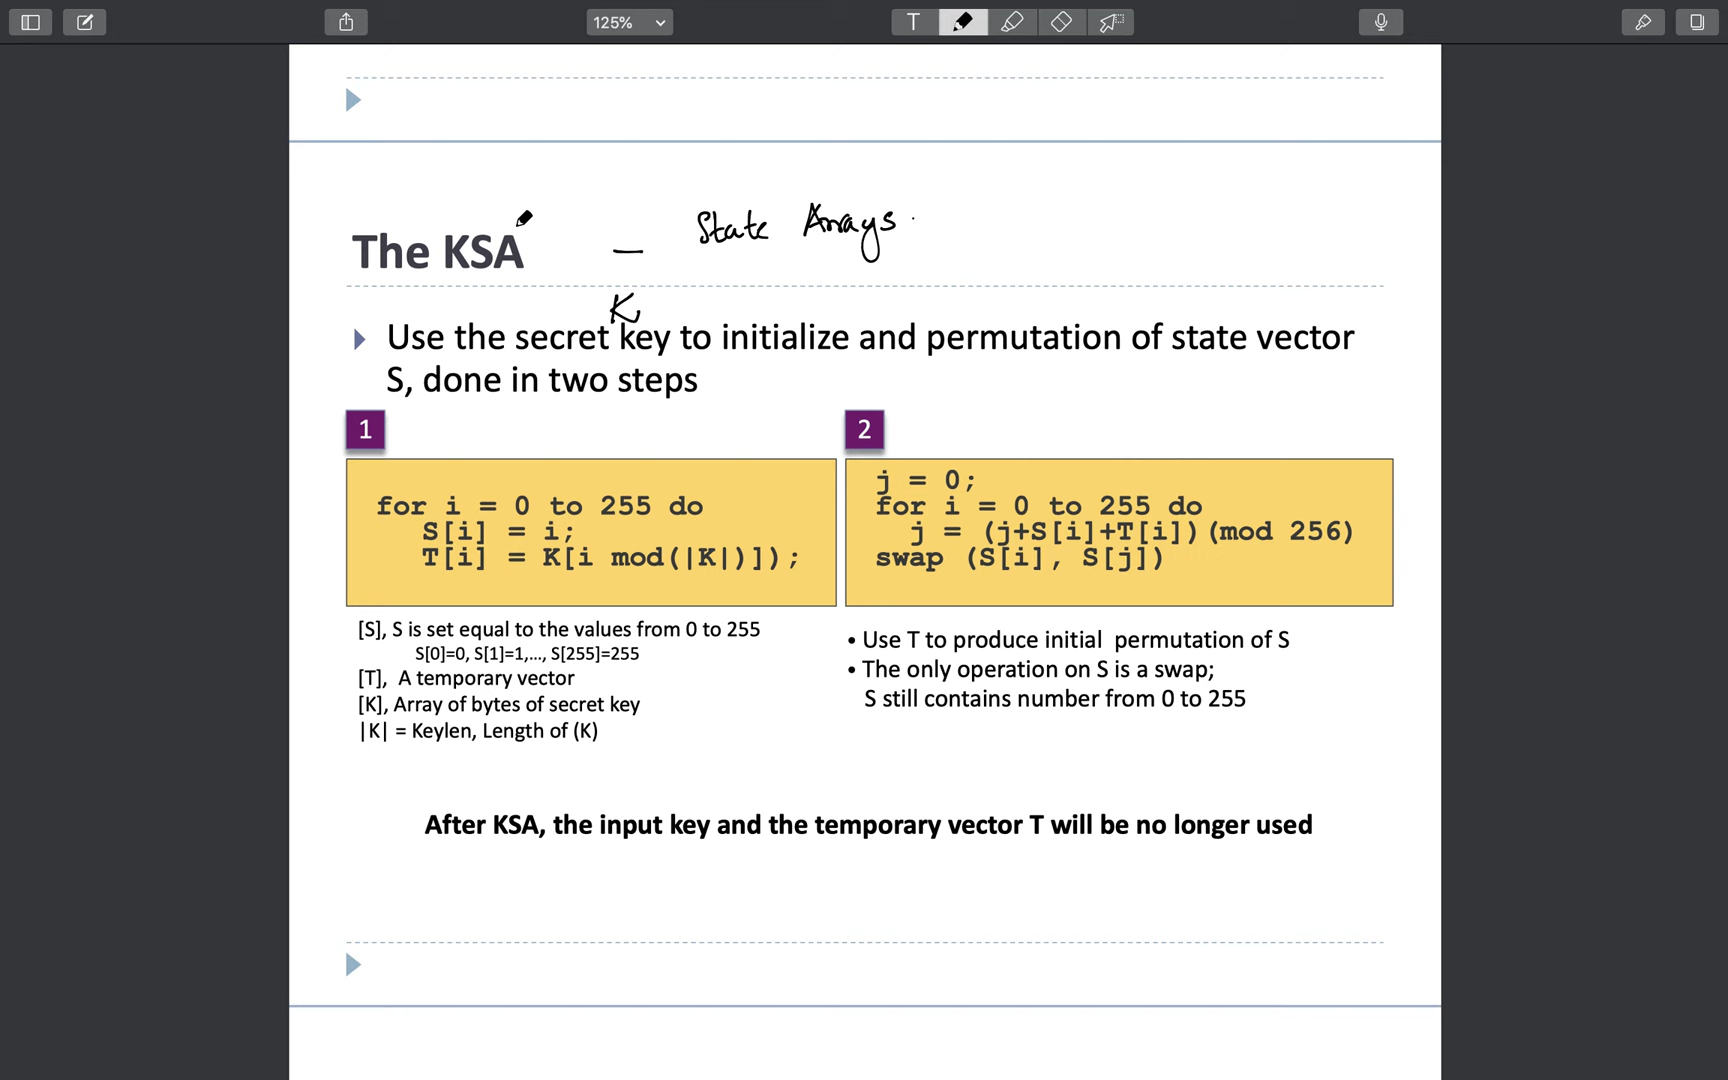 125%
T
The KSA – State Arrays
K
Use the secret key to initialize and permutation of state vector
S, done in two steps
1
for i = 0 to 255 do
S[i] = i;
T[i] = K[i mod(|K|)]);
[S], S is set equal to the values from 0 to 255
S[0]=0, S[1]=1,..., S[255]=255
[T], A temporary vector
[K], Array of bytes of secret key
|K| = Keylen, Length of (K)
2
j = 0;
for i = 0 to 255 do
j = (j+S[i]+T[i])(mod 256)
swap (S[i], S[j])
• Use T to produce initial permutation of S
• The only operation on S is a swap;
S still contains number from 0 to 255
After KSA, the input key and the temporary vector T will be no longer used